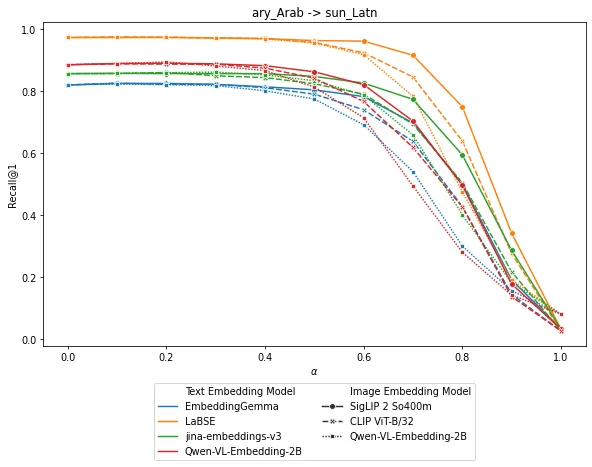 ary_Arab -> sun_Latn
Recall@1
1.0
0.8
0.6
0.4
0.2
0.0
0.0 0.2 0.4 0.6 0.8 1.0
α
Text Embedding Model
EmbeddingGemma
LaBSE
jina-embeddings-v3
Qwen-VL-Embedding-2B
Image Embedding Model
SigLIP 2 So400m
CLIP ViT-B/32
Qwen-VL-Embedding-2B